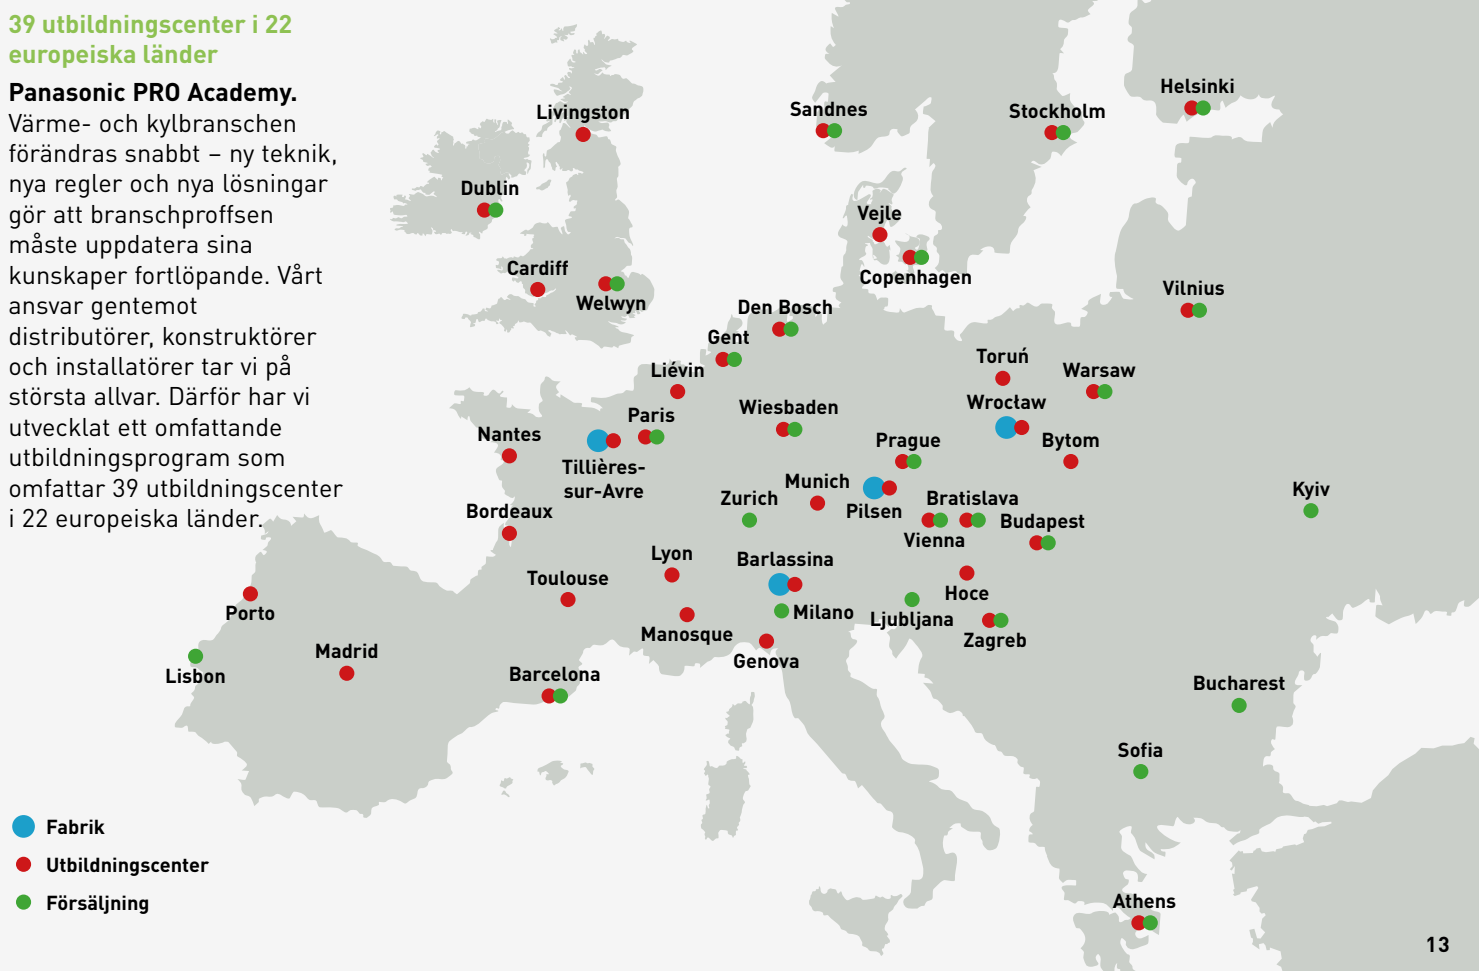 39 utbildningscenter i 22
europeiska länder
Panasonic PRO Academy.
Värme- och kylbranschen
förändras snabbt – ny teknik,
nya regler och nya lösningar
gör att branschproffsen
måste uppdatera sina
kunskaper fortlöpande. Vårt
ansvar gentemot
distributörer, konstruktörer
och installatörer tar vi på
största allvar. Därför har vi
utvecklat ett omfattande
utbildningsprogram som
omfattar 39 utbildningscenter
i 22 europeiska länder.
Helsinki
Sandnes
Stockholm
Livingston
Dublin
Vejle
Cardiff
Copenhagen
Welwyn
Vilnius
Den Bosch
Gent
Toruń
Liévin
Warsaw
Wrocław
Wiesbaden
Paris
Nantes
Prague
Bytom
Tillières-
sur-Avre
Munich
Kyiv
Zurich
Bratislava
Pilsen
Bordeaux
Budapest
Vienna
Lyon
Barlassina
Toulouse
Hoce
Porto
Milano
Ljubljana
Manosque
Zagreb
Madrid
Genova
Lisbon
Barcelona
Bucharest
Sofia
Fabrik
Utbildningscenter
Försäljning
Athens
13